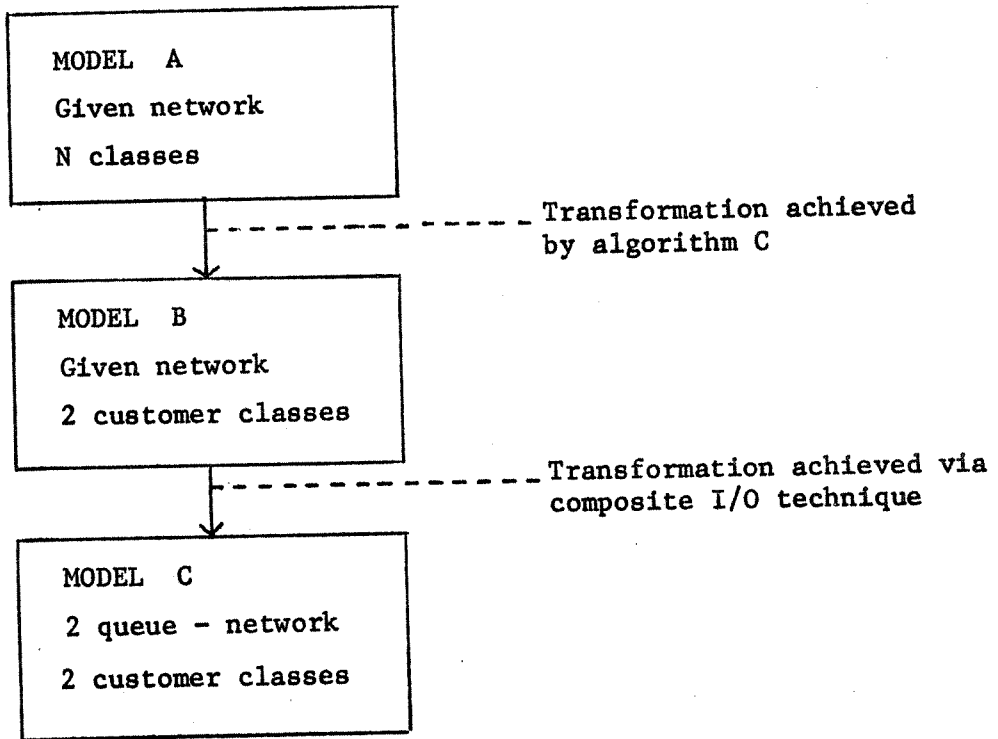 MODEL A
Given network
N classes
Transformation achieved
by algorithm C
MODEL B
Given network
2 customer classes
Transformation achieved via
composite I/O technique
MODEL C
2 queue - network
2 customer classes